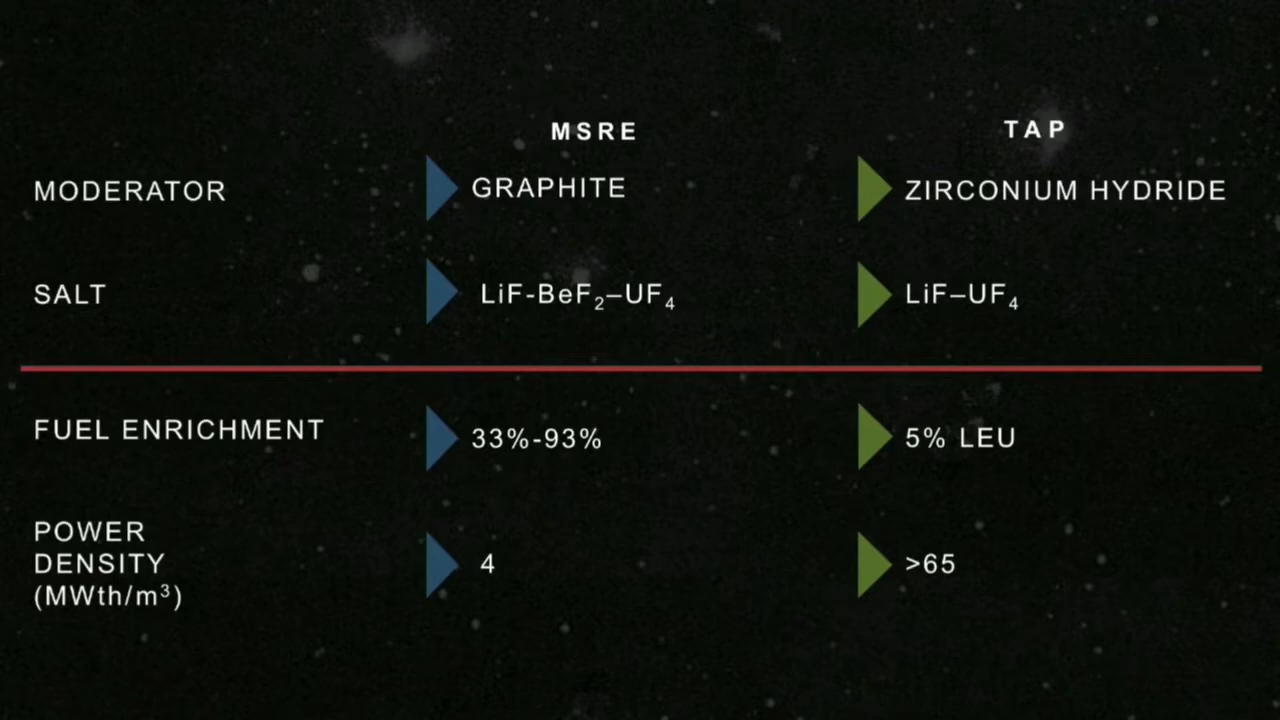 MSRE TAP
MODERATOR GRAPHITE ZIRCONIUM HYDRIDE
SALT LiF-BeF₂–UF₄ LiF–UF₄
FUEL ENRICHMENT 33%-93% 5% LEU
POWER
DENSITY 4 >65
(MWth/m³)